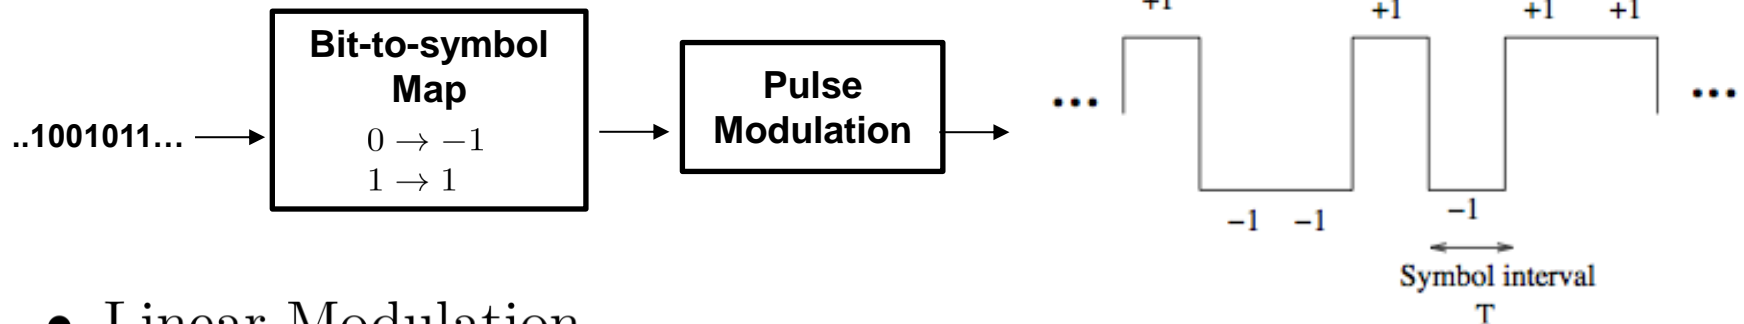 ..1001011...
Bit-to-symbol
Map
0 → −1
1 → 1
Pulse
Modulation
...
+1
+1
+1
+1
−1
−1
−1
...
Symbol interval
T
• Linear Modulation